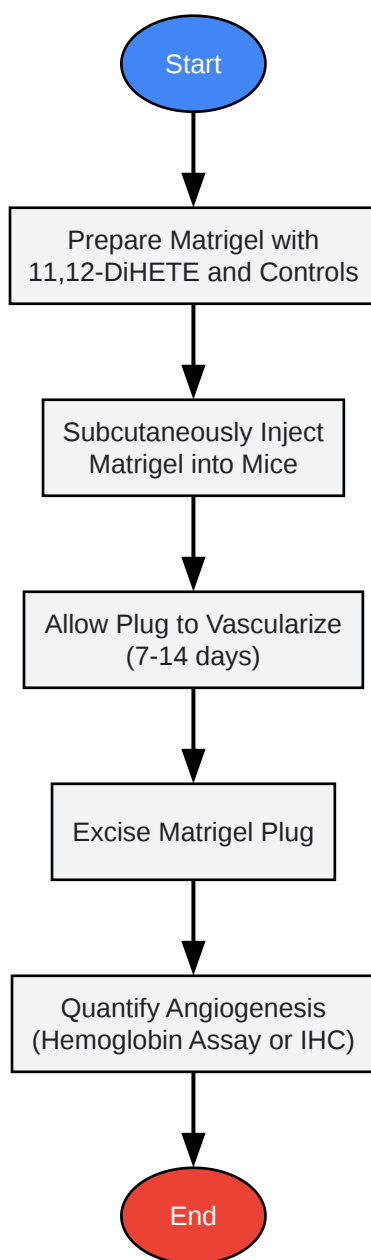 Start
Prepare Matrigel with
11,12-DiHETE and Controls
Subcutaneously Inject
Matrigel into Mice
Allow Plug to Vascularize
(7-14 days)
Excise Matrigel Plug
Quantify Angiogenesis
(Hemoglobin Assay or IHC)
End